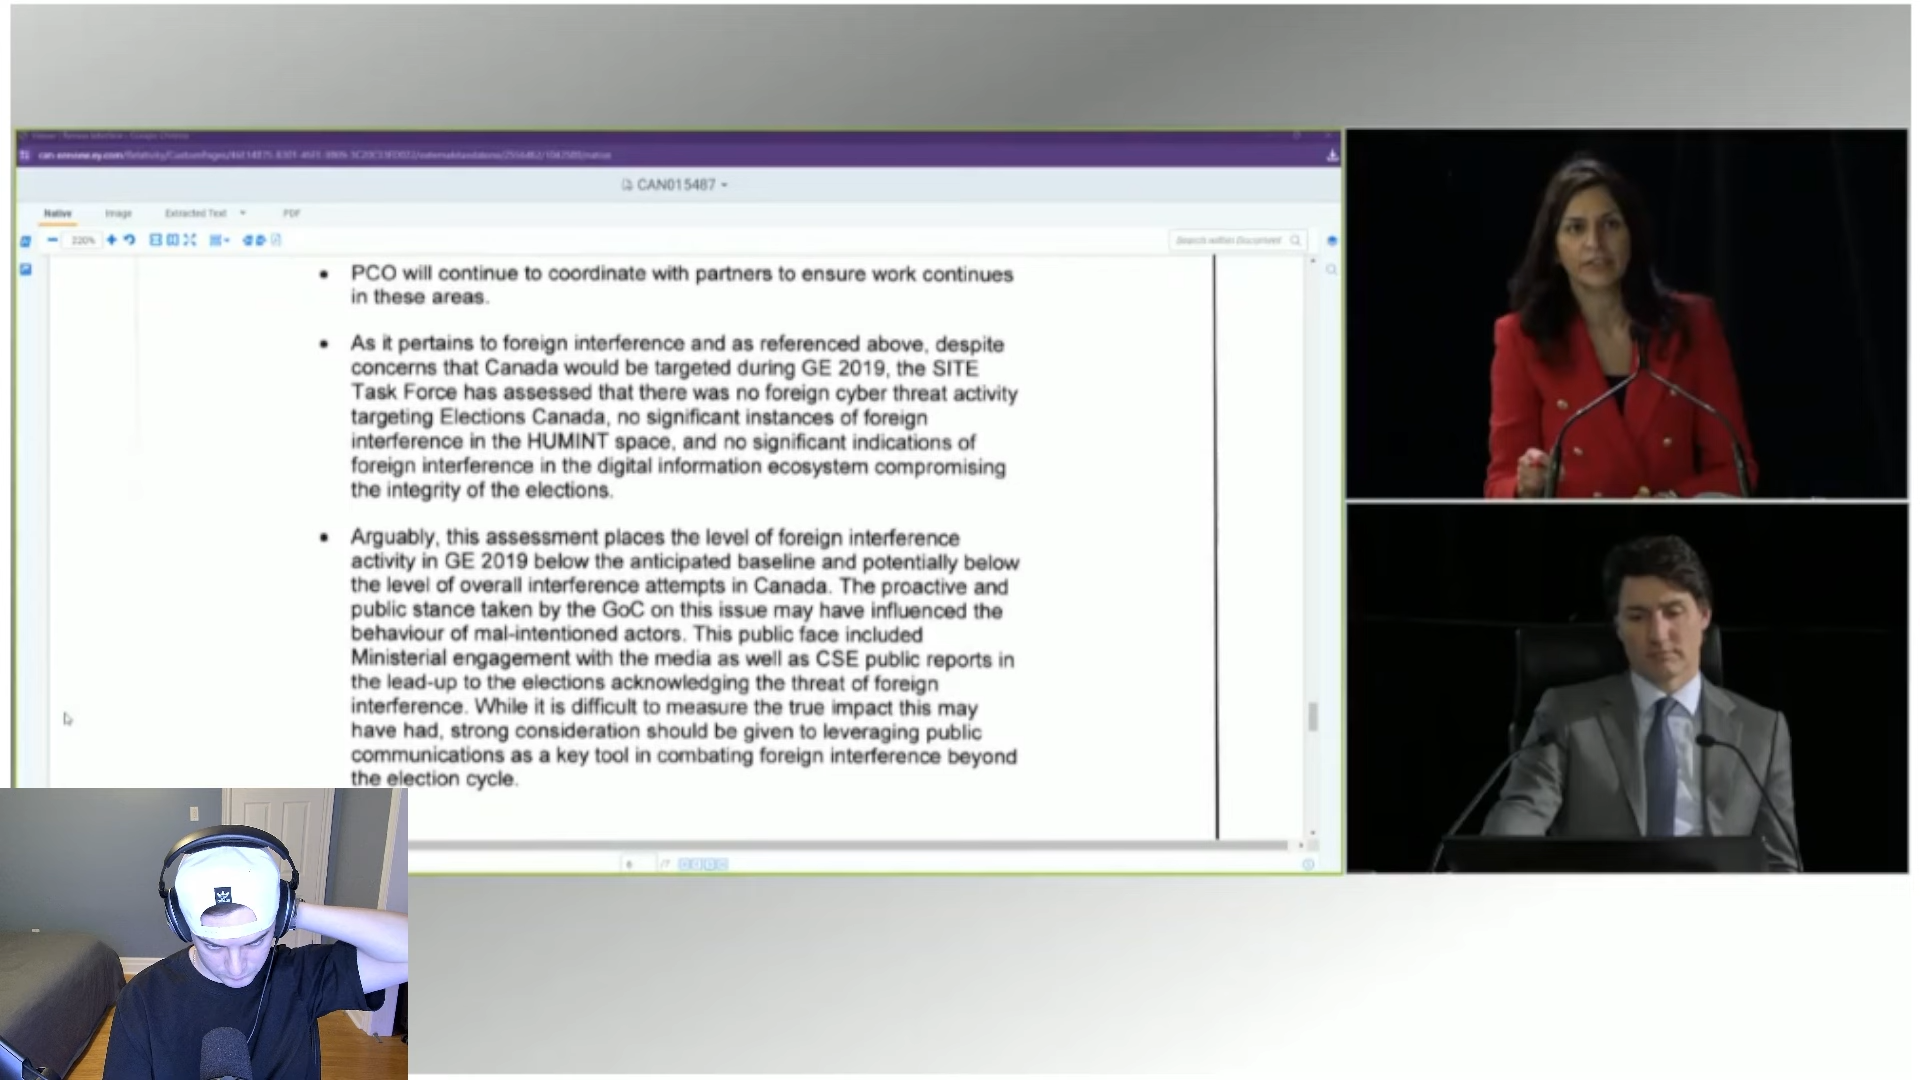 CAN015487
Native Image Extracted Text PDF
220%
Search within Document
PCO will continue to coordinate with partners to ensure work continues
in these areas.
As it pertains to foreign interference and as referenced above, despite
concerns that Canada would be targeted during GE 2019, the SITE
Task Force has assessed that there was no foreign cyber threat activity
targeting Elections Canada, no significant instances of foreign
interference in the HUMINT space, and no significant indications of
foreign interference in the digital information ecosystem compromising
the integrity of the elections.
Arguably, this assessment places the level of foreign interference
activity in GE 2019 below the anticipated baseline and potentially below
the level of overall interference attempts in Canada. The proactive and
public stance taken by the GoC on this issue may have influenced the
behaviour of mal-intentioned actors. This public face included
Ministerial engagement with the media as well as CSE public reports in
the lead-up to the elections acknowledging the threat of foreign
interference. While it is difficult to measure the true impact this may
have had, strong consideration should be given to leveraging public
communications as a key tool in combating foreign interference beyond
the election cycle.
6 /7